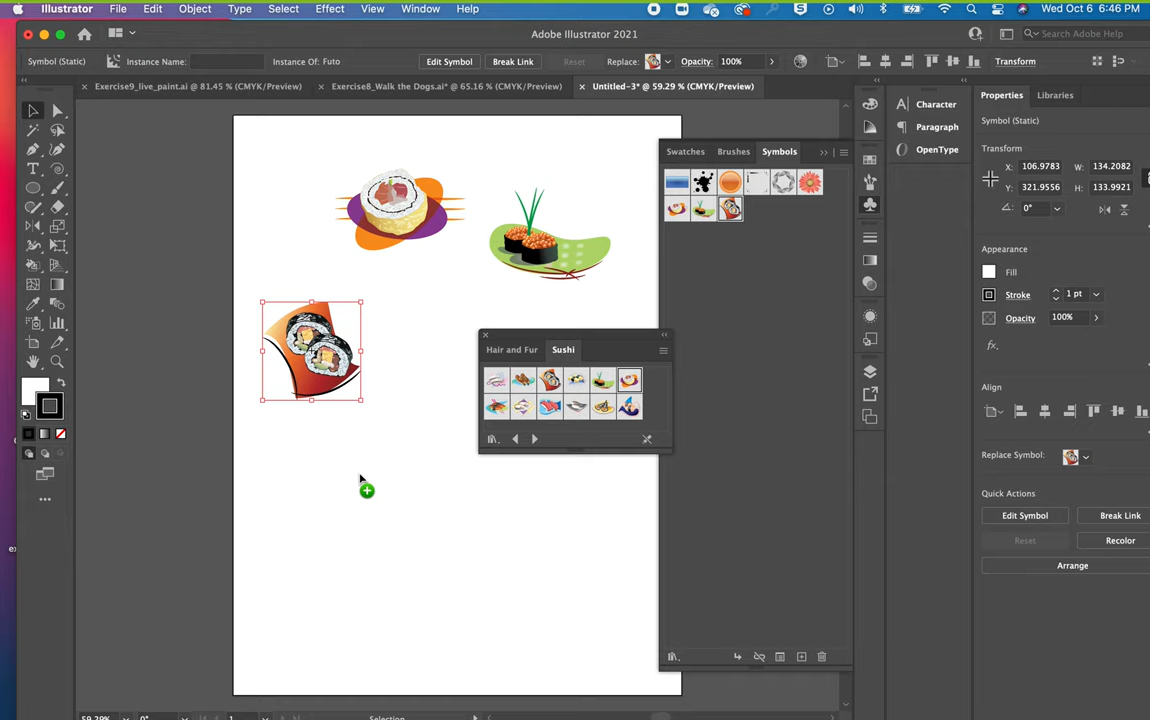 Illustrator File Edit Object Type Select Effect View Window Help Wed Oct 6 6:46 PM
Adobe Illustrator 2021 Search Adobe Help
Symbol (Static) Instance Name: Instance Of: Futo Edit Symbol Break Link Reset Replace: Opacity: 100% Transform
Exercise9_live_paint.ai @ 81.45 % (CMYK/Preview) Exercise8_Walk the Dogs.ai* @ 65.16 % (CMYK/Preview) Untitled-3* @ 59.29 % (CMYK/Preview)
Swatches Brushes Symbols
Hair and Fur Sushi
Character
Paragraph
OpenType
Properties Libraries
Symbol (Static)
Transform
X: 106.9783 W: 134.2082
Y: 321.9556 H: 133.9921
0°
Appearance
Fill
Stroke 1 pt
Opacity 100%
fx.
Align
Replace Symbol:
Quick Actions
Edit Symbol Break Link
Reset Recolor
Arrange
59.29% 0° 1 Selection